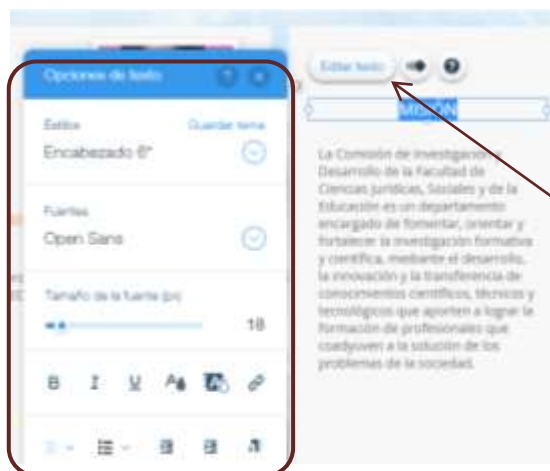 Opciones de texto
?
Estilos Guardar tema
Encabezado 6*
Fuentes
Open Sans
Tamaño de la fuente (px)
18
B I U A A
Editar texto
?
MISIÓN
La Comisión de Investigación y
Desarrollo de la Facultad de
Ciencias Jurídicas, Sociales y de la
Educación es un departamento
encargado de fomentar, orientar y
fortalecer la investigación formativa
y científica, mediante el desarrollo,
la innovación y la transferencia de
conocimientos científicos, técnicos y
tecnológicos que aporten a lograr la
formación de profesionales que
coadyuven a la solución de los
problemas de la sociedad.